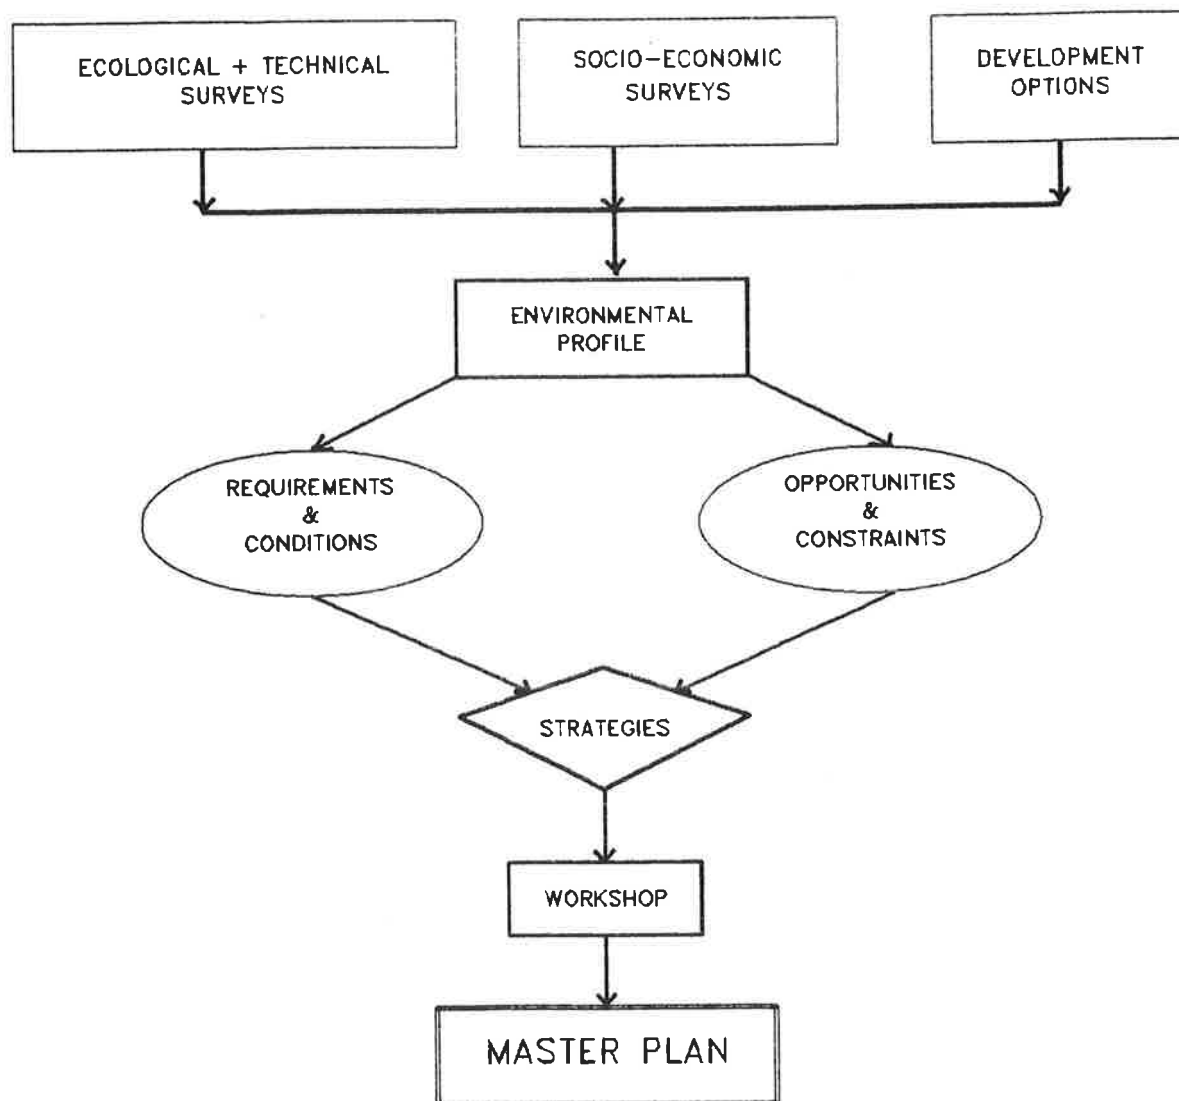 ECOLOGICAL + TECHNICAL
SURVEYS
SOCIO-ECONOMIC
SURVEYS
DEVELOPMENT
OPTIONS
ENVIRONMENTAL
PROFILE
REQUIREMENTS
&
CONDITIONS
OPPORTUNITIES
&
CONSTRAINTS
STRATEGIES
WORKSHOP
MASTER PLAN